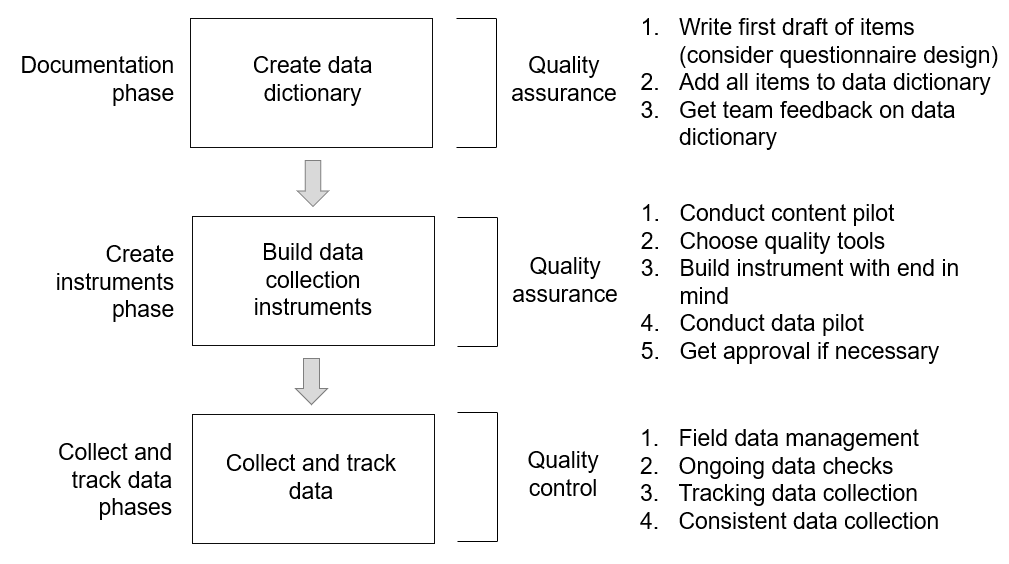 Documentation
phase
Create data
dictionary
Quality
assurance
1. Write first draft of items
(consider questionnaire design)
2. Add all items to data dictionary
3. Get team feedback on data
dictionary
Create
instruments
phase
Build data
collection
instruments
Quality
assurance
1. Conduct content pilot
2. Choose quality tools
3. Build instrument with end in
mind
4. Conduct data pilot
5. Get approval if necessary
Collect and
track data
phases
Collect and track
data
Quality
control
1. Field data management
2. Ongoing data checks
3. Tracking data collection
4. Consistent data collection